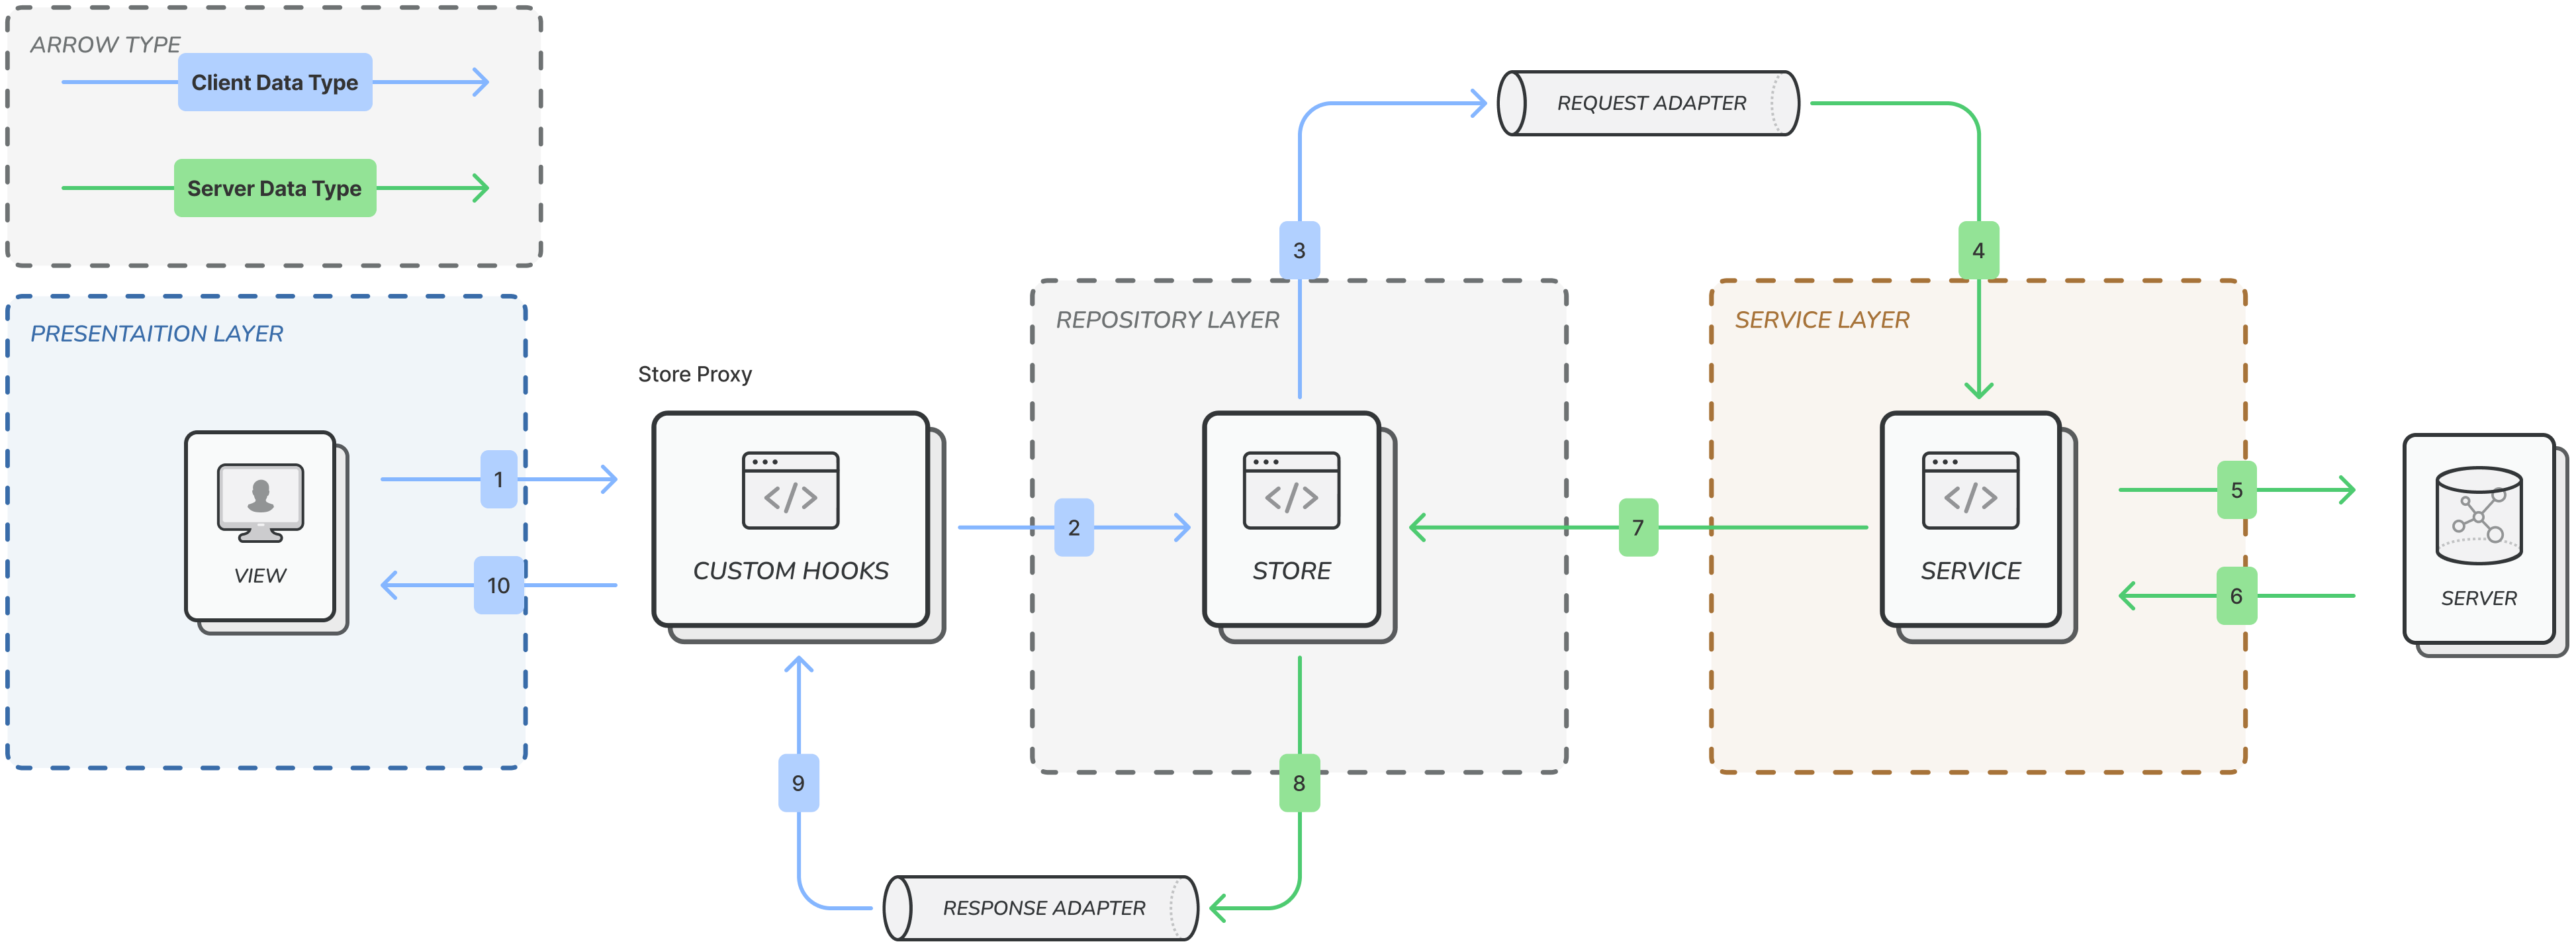 ARROW TYPE
Client Data Type
Server Data Type
PRESENTAITION LAYER
VIEW
1
10
Store Proxy
CUSTOM HOOKS
2
9
REPOSITORY LAYER
STORE
3
REQUEST ADAPTER
4
SERVICE LAYER
SERVICE
5
6
SERVER
7
8
RESPONSE ADAPTER